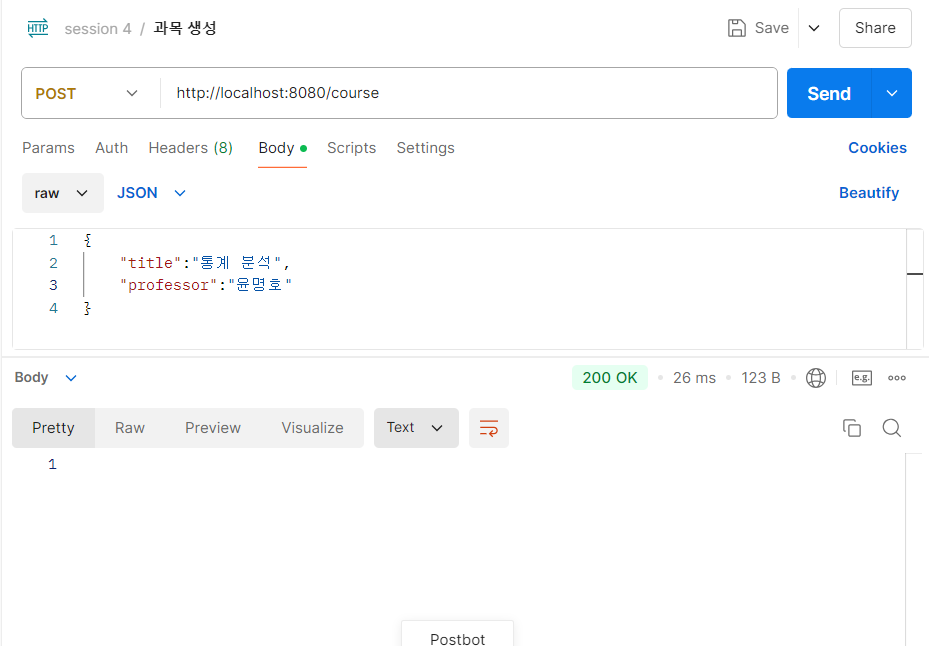 HTTP session 4 / 과목 생성 Save Share
POST http://localhost:8080/course Send
Params Auth Headers (8) Body Scripts Settings Cookies
raw JSON Beautify
1 {
2 "title":"통계 분석",
3 "professor":"윤명호"
4 }
Body 200 OK 26 ms 123 B e.g.
Pretty Raw Preview Visualize Text
1
Postbot